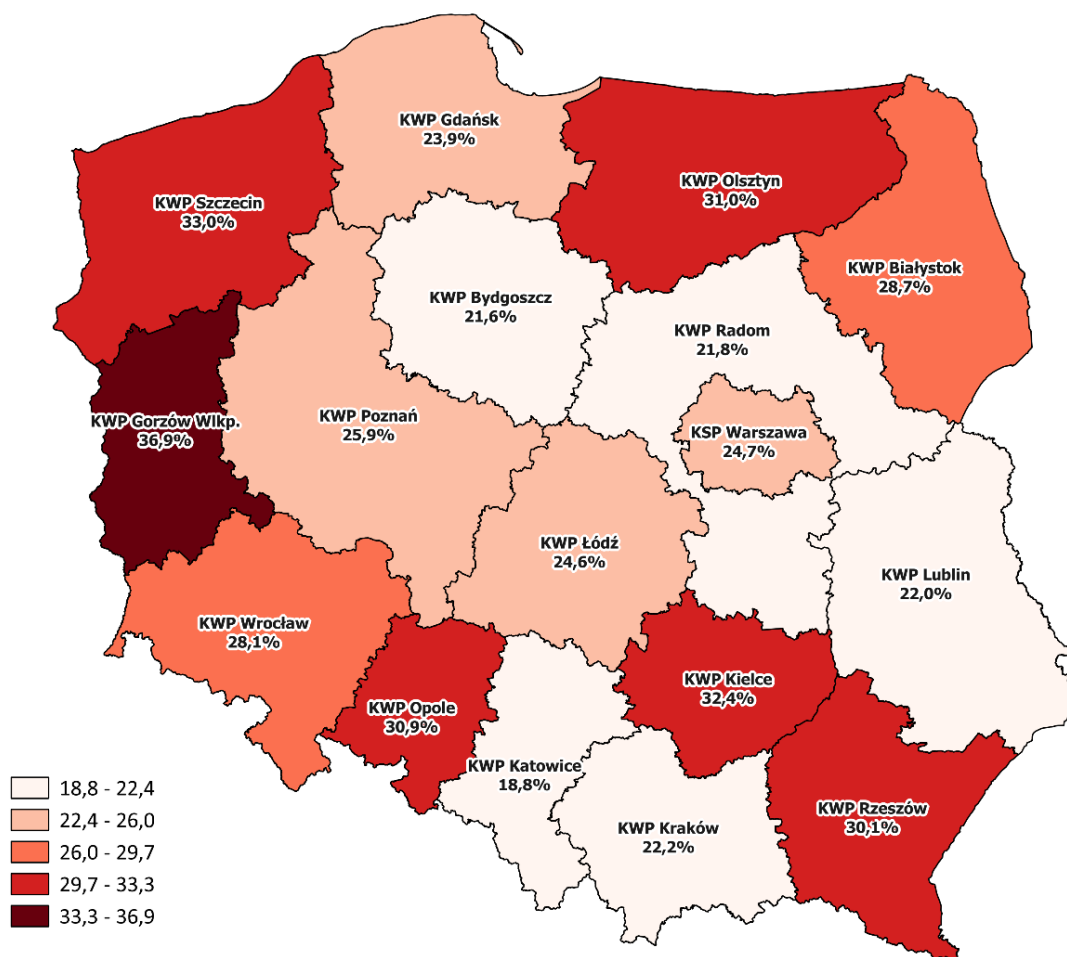 KWP Gdańsk
23,9%
KWP Olsztyn
31,0%
KWP Szczecin
33,0%
KWP Białystok
28,7%
KWP Bydgoszcz
21,6%
KWP Radom
21,8%
KWP Gorzów Wlkp.
36,9%
KWP Poznań
25,9%
KSP Warszawa
24,7%
KWP Łódź
24,6%
KWP Lublin
22,0%
KWP Wrocław
28,1%
KWP Opole
30,9%
KWP Kielce
32,4%
KWP Katowice
18,8%
KWP Kraków
22,2%
KWP Rzeszów
30,1%
18,8 - 22,4
22,4 - 26,0
26,0 - 29,7
29,7 - 33,3
33,3 - 36,9